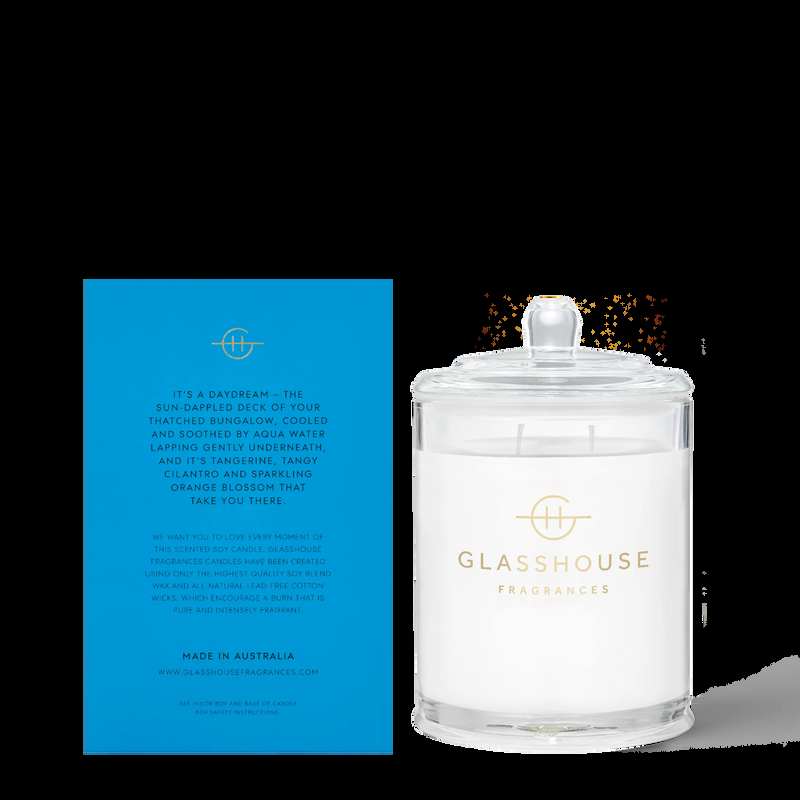 IT'S A DAYDREAM – THE
SUN-DAPPLED DECK OF YOUR
THATCHED BUNGALOW, COOLED
AND SOOTHED BY AQUA WATER
LAPPING GENTLY UNDERNEATH,
AND IT'S TANGERINE, TANGY
CILANTRO AND SPARKLING
ORANGE BLOSSOM THAT
TAKE YOU THERE.
WE WANT YOU TO LOVE EVERY MOMENT OF
THIS SCENTED SOY CANDLE. GLASSHOUSE
FRAGRANCES CANDLES HAVE BEEN CREATED
USING ONLY THE HIGHEST QUALITY SOY BLEND
WAX AND ALL NATURAL LEAD-FREE COTTON
WICKS, WHICH ENCOURAGE A BURN THAT IS
PURE AND INTENSELY FRAGRANT.
MADE IN AUSTRALIA
WWW.GLASSHOUSEFRAGRANCES.COM
SEE INSIDE BOX AND BASE OF CANDLE
FOR SAFETY INSTRUCTIONS
GH
GLASSHOUSE
FRAGRANCES